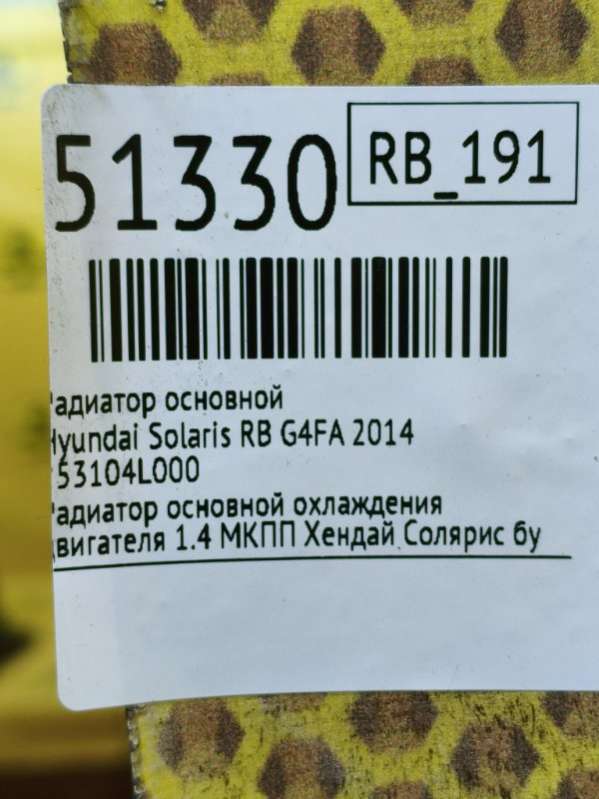 51330
RB_191
Радиатор основной
Hyundai Solaris RB G4FA 2014
253104L000
Радиатор основной охлаждения
двигателя 1.4 МКПП Хендай Солярис бу